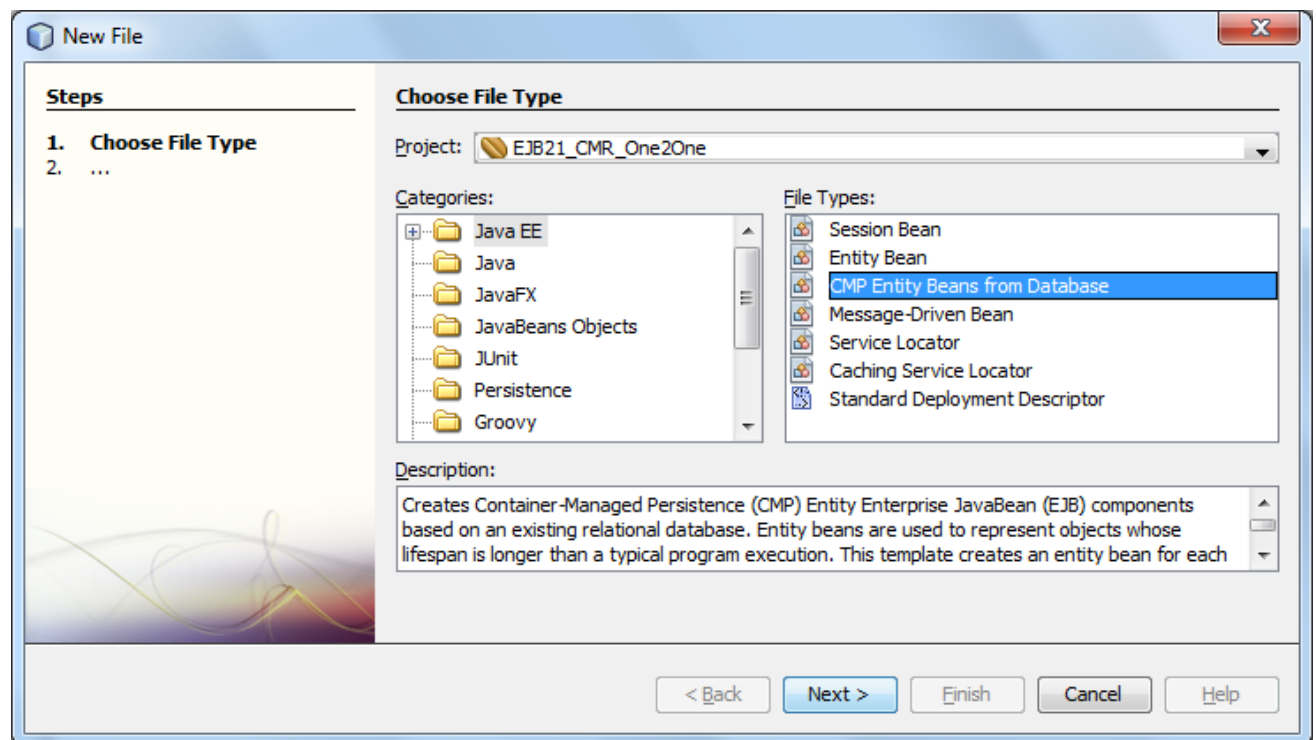 New File
Steps
1. Choose File Type
2. ...
Choose File Type
Project: EJB21_CMR_One2One
Categories:
Java EE
Java
JavaFX
JavaBeans Objects
JUnit
Persistence
Groovy
File Types:
Session Bean
Entity Bean
CMP Entity Beans from Database
Message-Driven Bean
Service Locator
Caching Service Locator
Standard Deployment Descriptor
Description:
Creates Container-Managed Persistence (CMP) Entity Enterprise JavaBean (EJB) components
based on an existing relational database. Entity beans are used to represent objects whose
lifespan is longer than a typical program execution. This template creates an entity bean for each
< Back Next > Finish Cancel Help